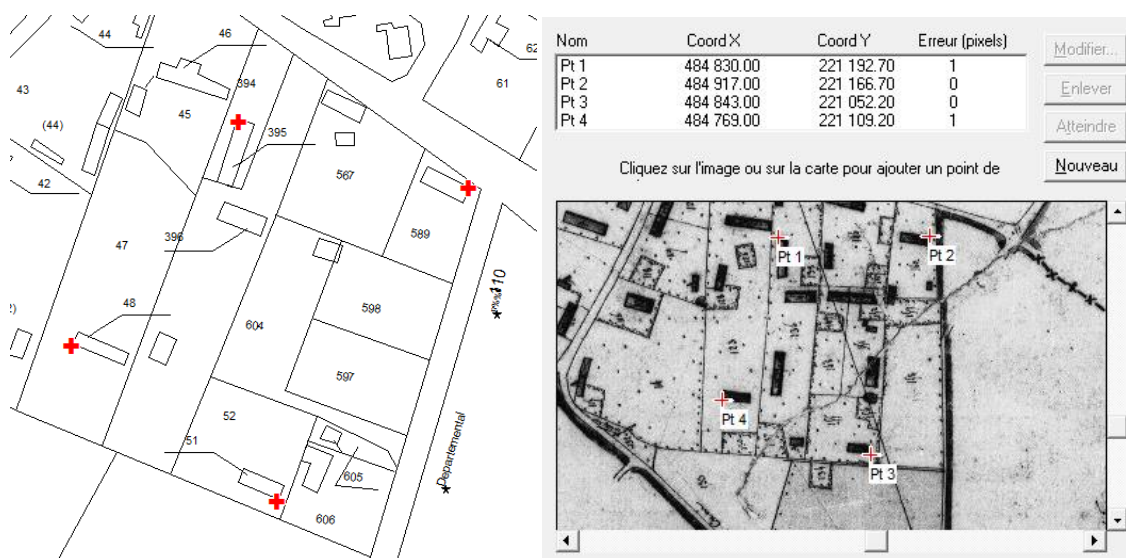 44
46
62
61
43
394
45
(44)
395
567
42
589
47
396
110
48
598
604
597
52
51
Departemental
605
606
Nom Coord X Coord Y Erreur (pixels)
Pt 1 484 830.00 221 192.70 1
Pt 2 484 917.00 221 166.70 0
Pt 3 484 843.00 221 052.20 0
Pt 4 484 769.00 221 109.20 1
Modifier...
Enlever
Atteindre
Nouveau
Cliquez sur l'image ou sur la carte pour ajouter un point de
Pt 1
Pt 2
Pt 4
Pt 3